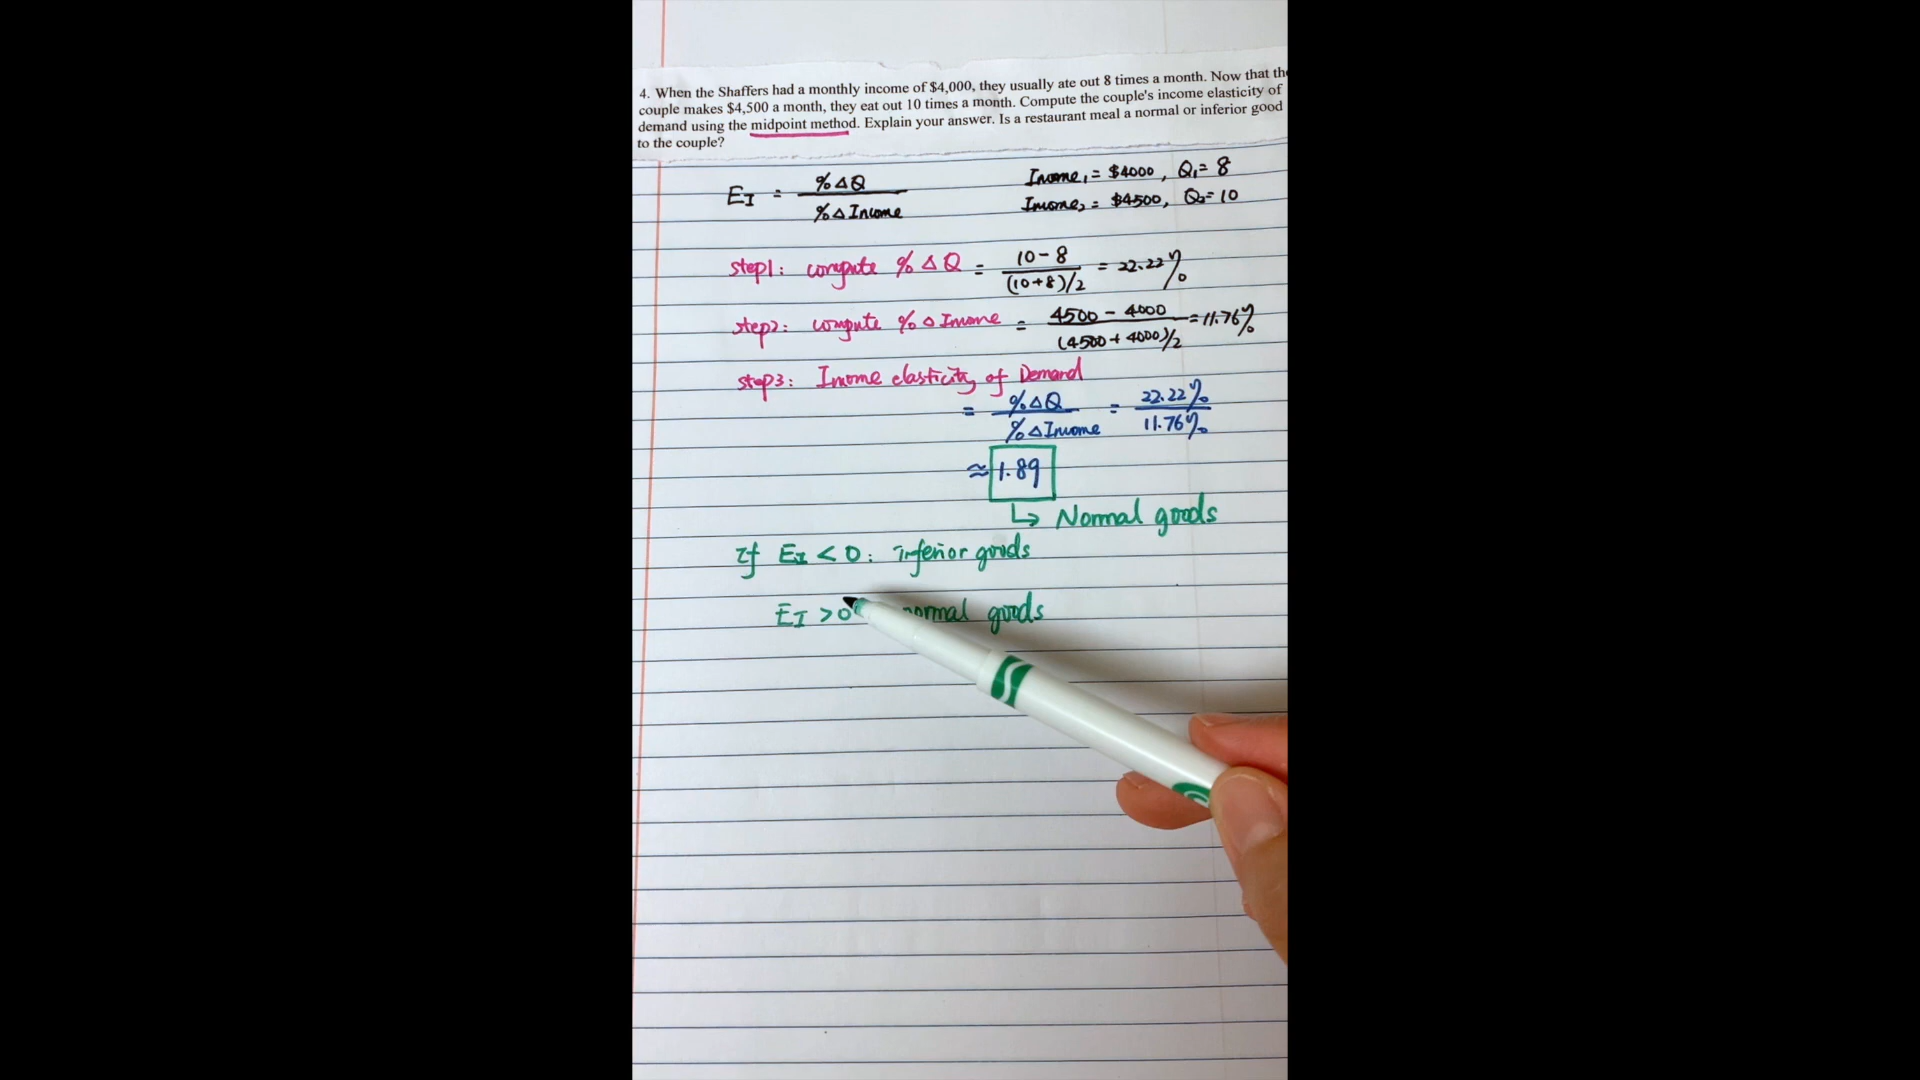 4. When the Shaffers had a monthly income of $4,000, they usually ate out 8 times a month. Now that the
couple makes $4,500 a month, they eat out 10 times a month. Compute the couple's income elasticity of
demand using the midpoint method. Explain your answer. Is a restaurant meal a normal or inferior good
to the couple?
E_I = %ΔQ / %ΔIncome
Income₁ = $4000, Q₁= 8
Income₂ = $4500, Q₂= 10
step1: compute %ΔQ = (10-8) / ((10+8)/2) = 22.22%
step2: compute %ΔIncome = (4500-4000) / ((4500+4000)/2) = 11.76%
step3: Income elasticity of Demand
= %ΔQ / %ΔIncome = 22.22% / 11.76%
≈ 1.89
↳ Normal goods
If E_I < 0: Inferior goods
E_I > 0 normal goods